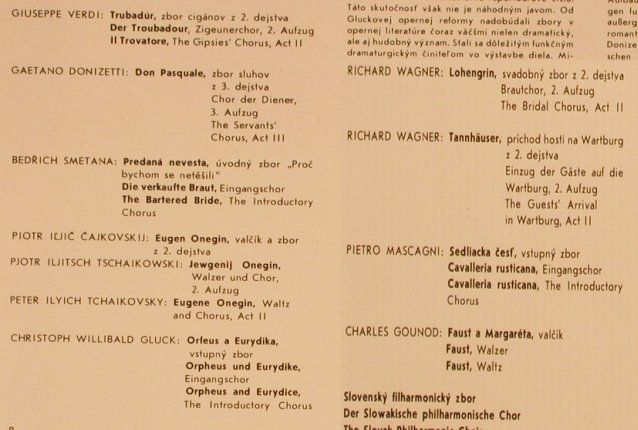 GIUSEPPE VERDI: Trubadúr, zbor cigánov z 2. dejstva
Der Troubadour, Zigeunerchor, 2. Aufzug
Il Trovatore, The Gipsies' Chorus, Act II
GAETANO DONIZETTI: Don Pasquale, zbor sluhov
z 3. dejstva
Chor der Diener,
3. Aufzug
The Servants'
Chorus, Act III
BEDŘICH SMETANA: Predaná nevesta, úvodný zbor „Proč
bychom se netěšili"
Die verkaufte Braut, Eingangschor
The Bartered Bride, The Introductory
Chorus
PIOTR IĽJIČ ČAJKOVSKIJ: Eugen Onegin, valčík a zbor
z 2. dejstva
PJOTR ILJITSCH TSCHAIKOWSKI: Jewgenij Onegin,
Walzer und Chor,
2. Aufzug
PETER ILYICH TCHAIKOVSKY: Eugene Onegin, Waltz
and Chorus, Act II
CHRISTOPH WILLIBALD GLUCK: Orfeus a Eurydika,
vstupný zbor
Orpheus und Eurydike,
Eingangschor
Orpheus and Eurydice,
The Introductory Chorus
Táto skutočnosť však nie je náhodným javom. Od
Gluckovej opernej reformy nadobúdali zbory v
opernej literatúre čoraz väčšmi nielen dramatický,
ale aj hudobný význam. Stali sa dôležitým funkčným
dramaturgickým činiteľom vo výstavbe diela. Mi-
gen fu
außerg
romant
Donize
schen
RICHARD WAGNER: Lohengrin, svadobný zbor z 2. dejstva
Brautchor, 2. Aufzug
The Bridal Chorus, Act II
RICHARD WAGNER: Tannhäuser, príchod hostí na Wartburg
z 2. dejstva
Einzug der Gäste auf die
Wartburg, 2. Aufzug
The Guests' Arrival
in Wartburg, Act II
PIETRO MASCAGNI: Sedliacka česť, vstupný zbor
Cavalleria rusticana, Eingangschor
Cavalleria rusticana, The Introductory
Chorus
CHARLES GOUNOD: Faust a Margaréta, valčík
Faust, Walzer
Faust, Waltz
Slovenský filharmonický zbor
Der Slowakische philharmonische Chor